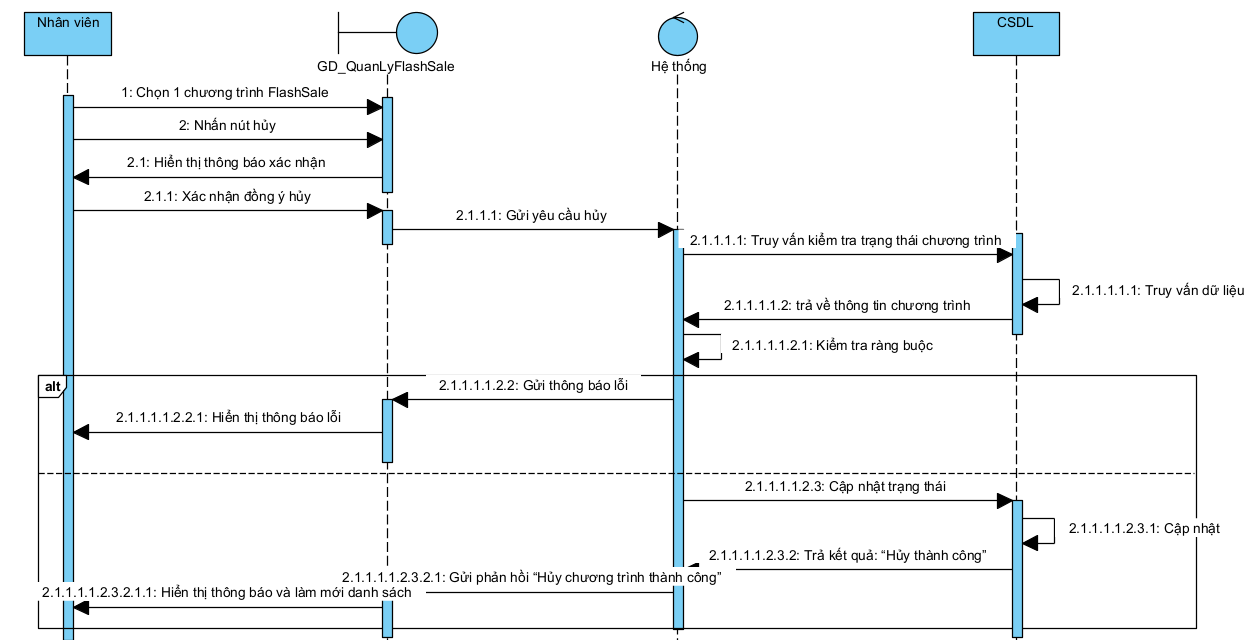 Nhân viên
GD_QuanLyFlashSale
Hệ thống
CSDL
1: Chọn 1 chương trình FlashSale
2: Nhấn nút hủy
2.1: Hiển thị thông báo xác nhận
2.1.1: Xác nhận đồng ý hủy
2.1.1.1: Gửi yêu cầu hủy
2.1.1.1.1: Truy vấn kiểm tra trạng thái chương trình
2.1.1.1.1.1: Truy vấn dữ liệu
2.1.1.1.1.2: trả về thông tin chương trình
2.1.1.1.1.2.1: Kiểm tra ràng buộc
alt
2.1.1.1.1.2.2: Gửi thông báo lỗi
2.1.1.1.1.2.2.1: Hiển thị thông báo lỗi
2.1.1.1.1.2.3: Cập nhật trạng thái
2.1.1.1.1.2.3.1: Cập nhật
2.1.1.1.1.2.3.2: Trả kết quả: “Hủy thành công”
2.1.1.1.1.2.3.2.1: Gửi phản hồi “Hủy chương trình thành công”
2.1.1.1.1.2.3.2.1.1: Hiển thị thông báo và làm mới danh sách